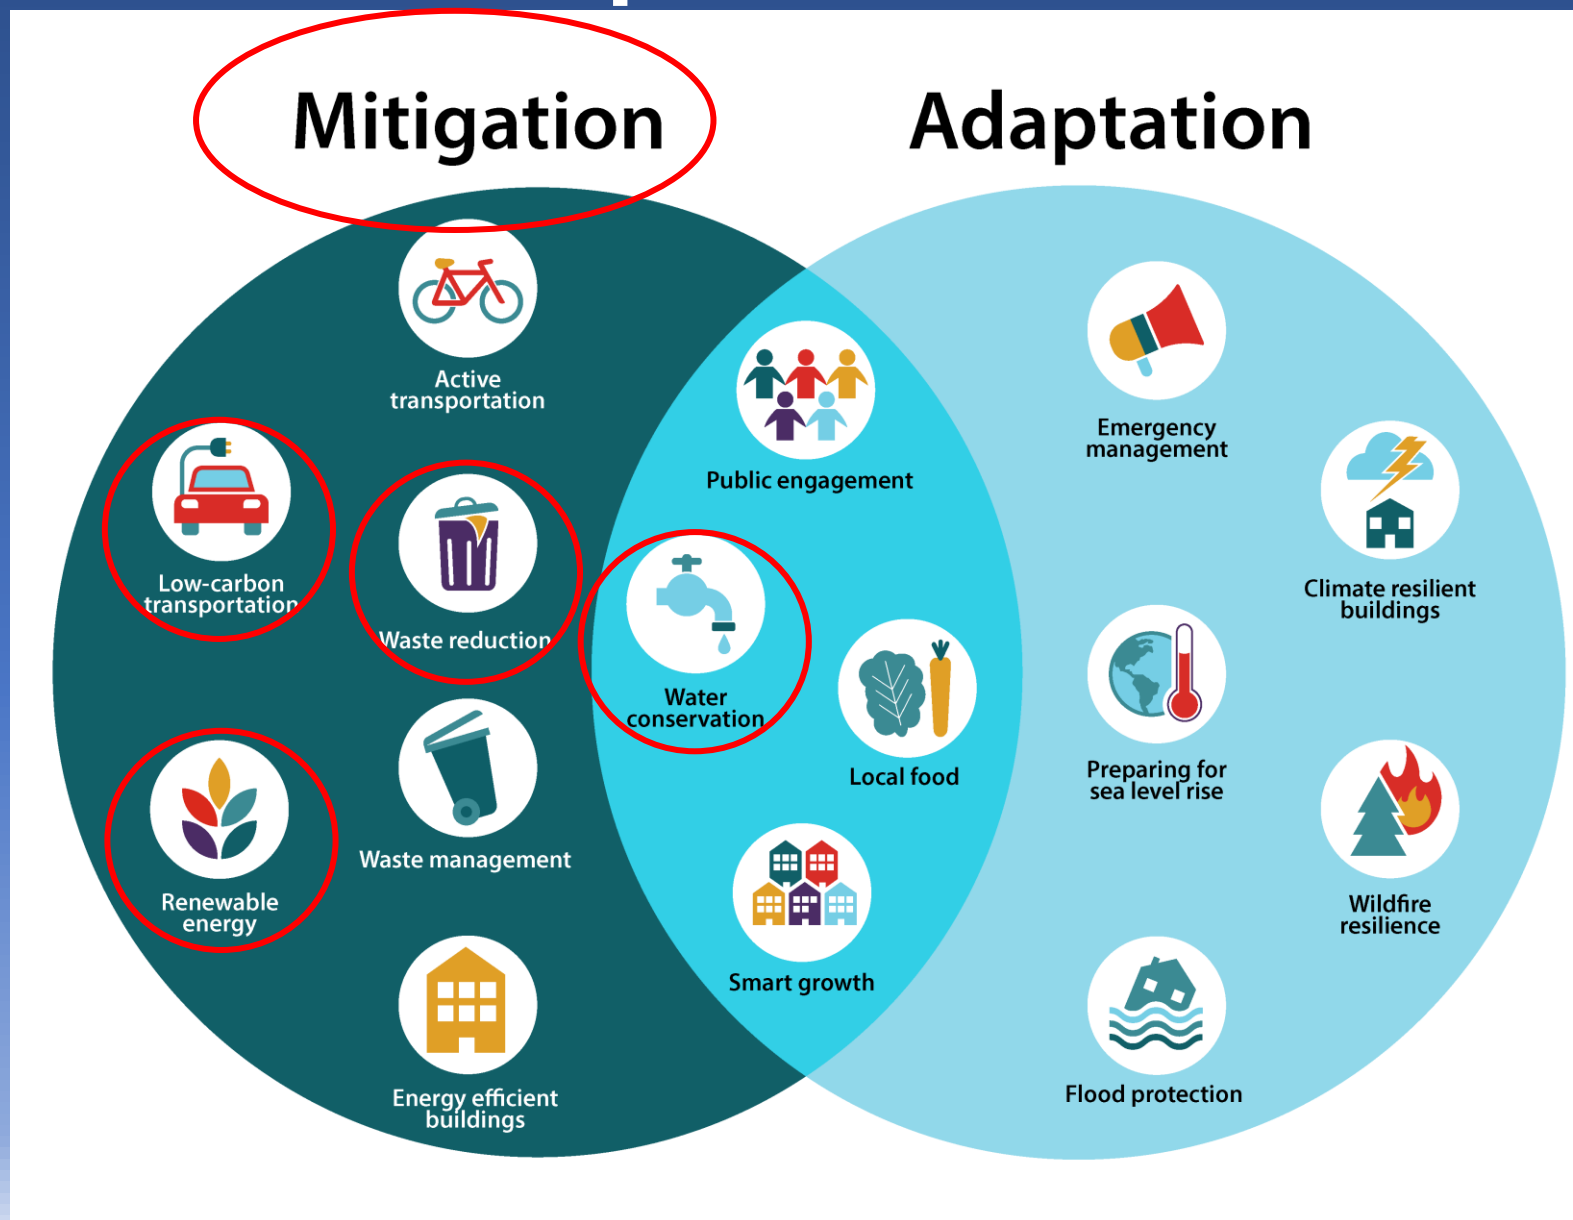 Mitigation
Adaptation
Active
transportation
Low-carbon
transportation
Waste reduction
Renewable
energy
Waste management
Energy efficient
buildings
Public engagement
Water
conservation
Local food
Smart growth
Emergency
management
Climate resilient
buildings
Preparing for
sea level rise
Wildfire
resilience
Flood protection